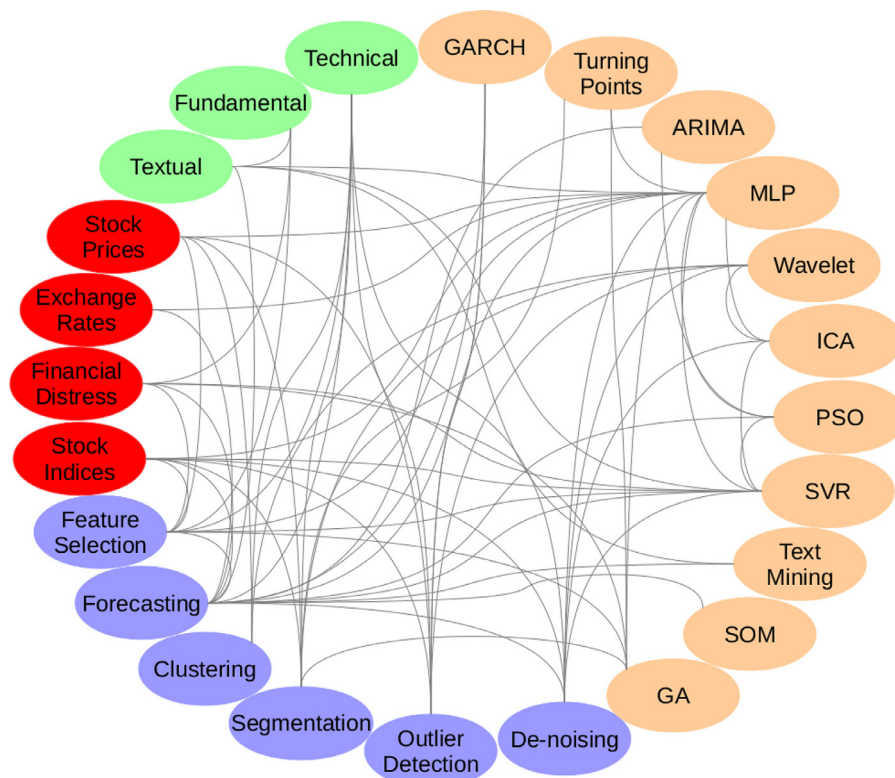 Technical
GARCH
Turning
Points
Fundamental
ARIMA
Textual
MLP
Stock
Prices
Wavelet
Exchange
Rates
ICA
Financial
Distress
PSO
Stock
Indices
SVR
Feature
Selection
Text
Mining
Forecasting
SOM
Clustering
GA
Segmentation
Outlier
Detection
De-noising